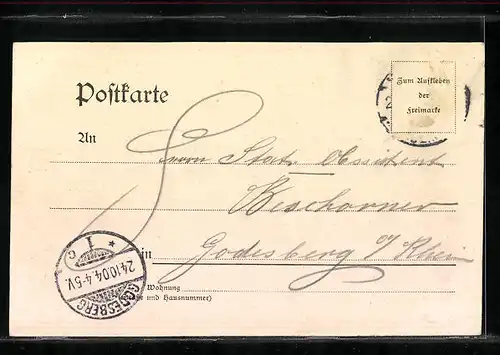 Postkarte
Zum Aufkleben
der
Freimarke
An
Herrn Stat. Assistent
Beschorner
in Godesberg a/Rhein
Wohnung
und Hausnummer)
GODESBERG
24.10.04.4-5V.
* I c